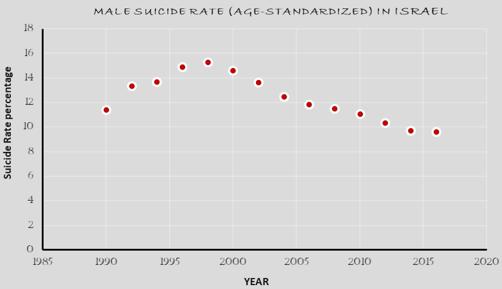 MALE SUICIDE RATE (AGE-STANDARDIZED) IN ISRAEL
Suicide Rate percentage
18
16
14
12
10
8
6
4
2
0
1985 1990 1995 2000 2005 2010 2015 2020
YEAR